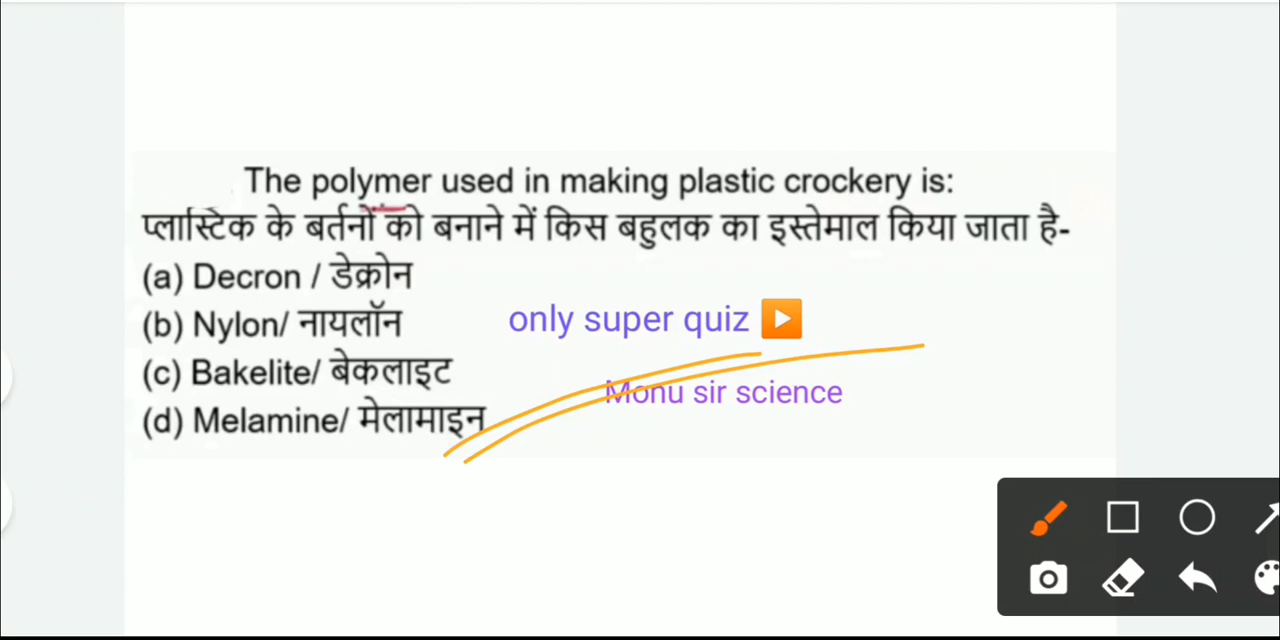 The polymer used in making plastic crockery is:
प्लास्टिक के बर्तनों को बनाने में किस बहुलक का इस्तेमाल किया जाता है-
(a) Decron / डेक्रोन
(b) Nylon/ नायलॉन
only super quiz
(c) Bakelite/ बेकलाइट
Monu sir science
(d) Melamine/ मेलामाइन